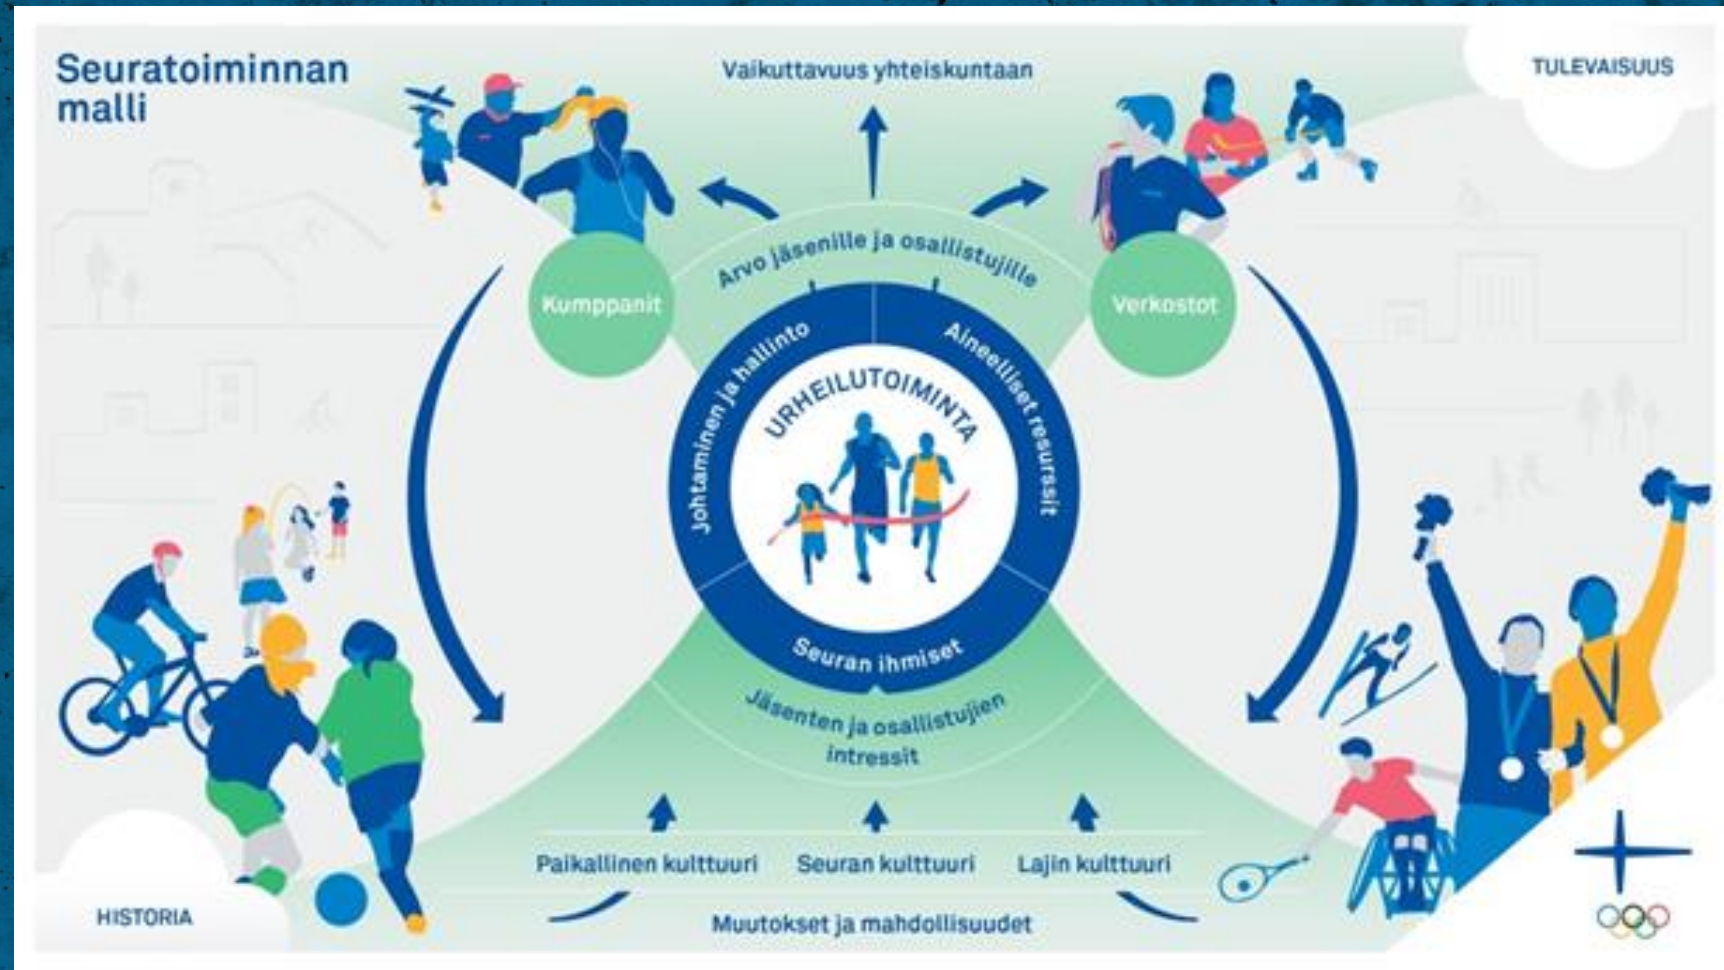 Seuratoiminnan
malli
Vaikuttavuus yhteiskuntaan
TULEVAISUUS
Arvo jäsenille ja osallistujille
Kumppanit
Verkostot
Johtaminen ja hallinto
Aineelliset resurssit
URHEILUTOIMINTA
Seuran ihmiset
Jäsenten ja osallistujien
intressit
Paikallinen kulttuuri
Seuran kulttuuri
Lajin kulttuuri
HISTORIA
Muutokset ja mahdollisuudet